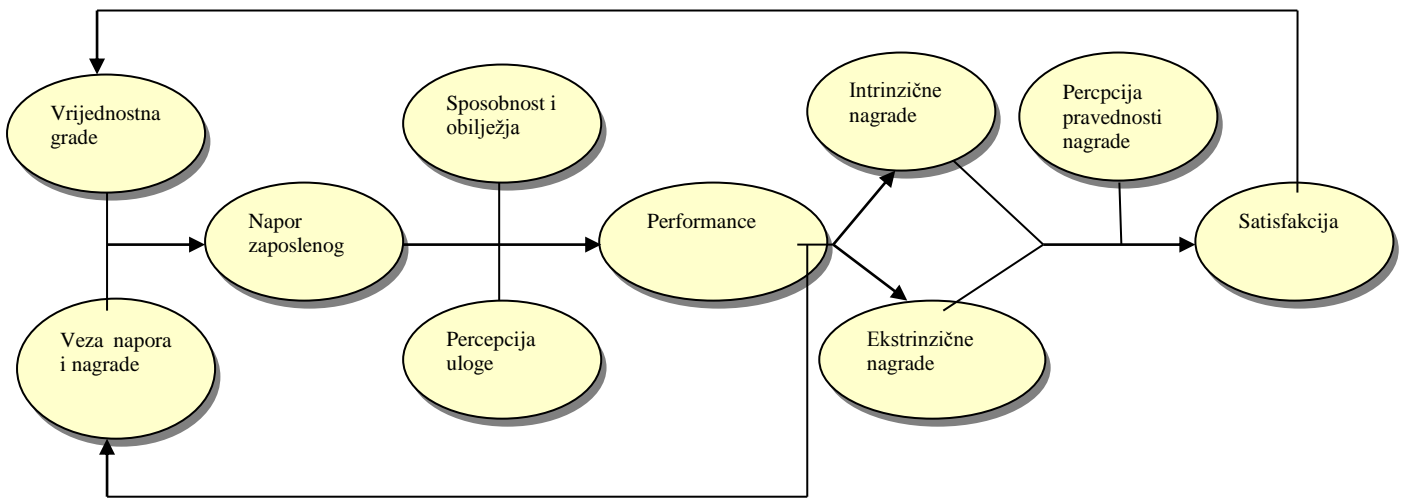 Vrijednostna
grade
Sposobnost i
obilježja
Intrinzične
nagrade
Percpcija
pravednosti
nagrade
Napor
zaposlenog
Performance
Satisfakcija
Veza napora
i nagrade
Percepcija
uloge
Ekstrinzične
nagrade